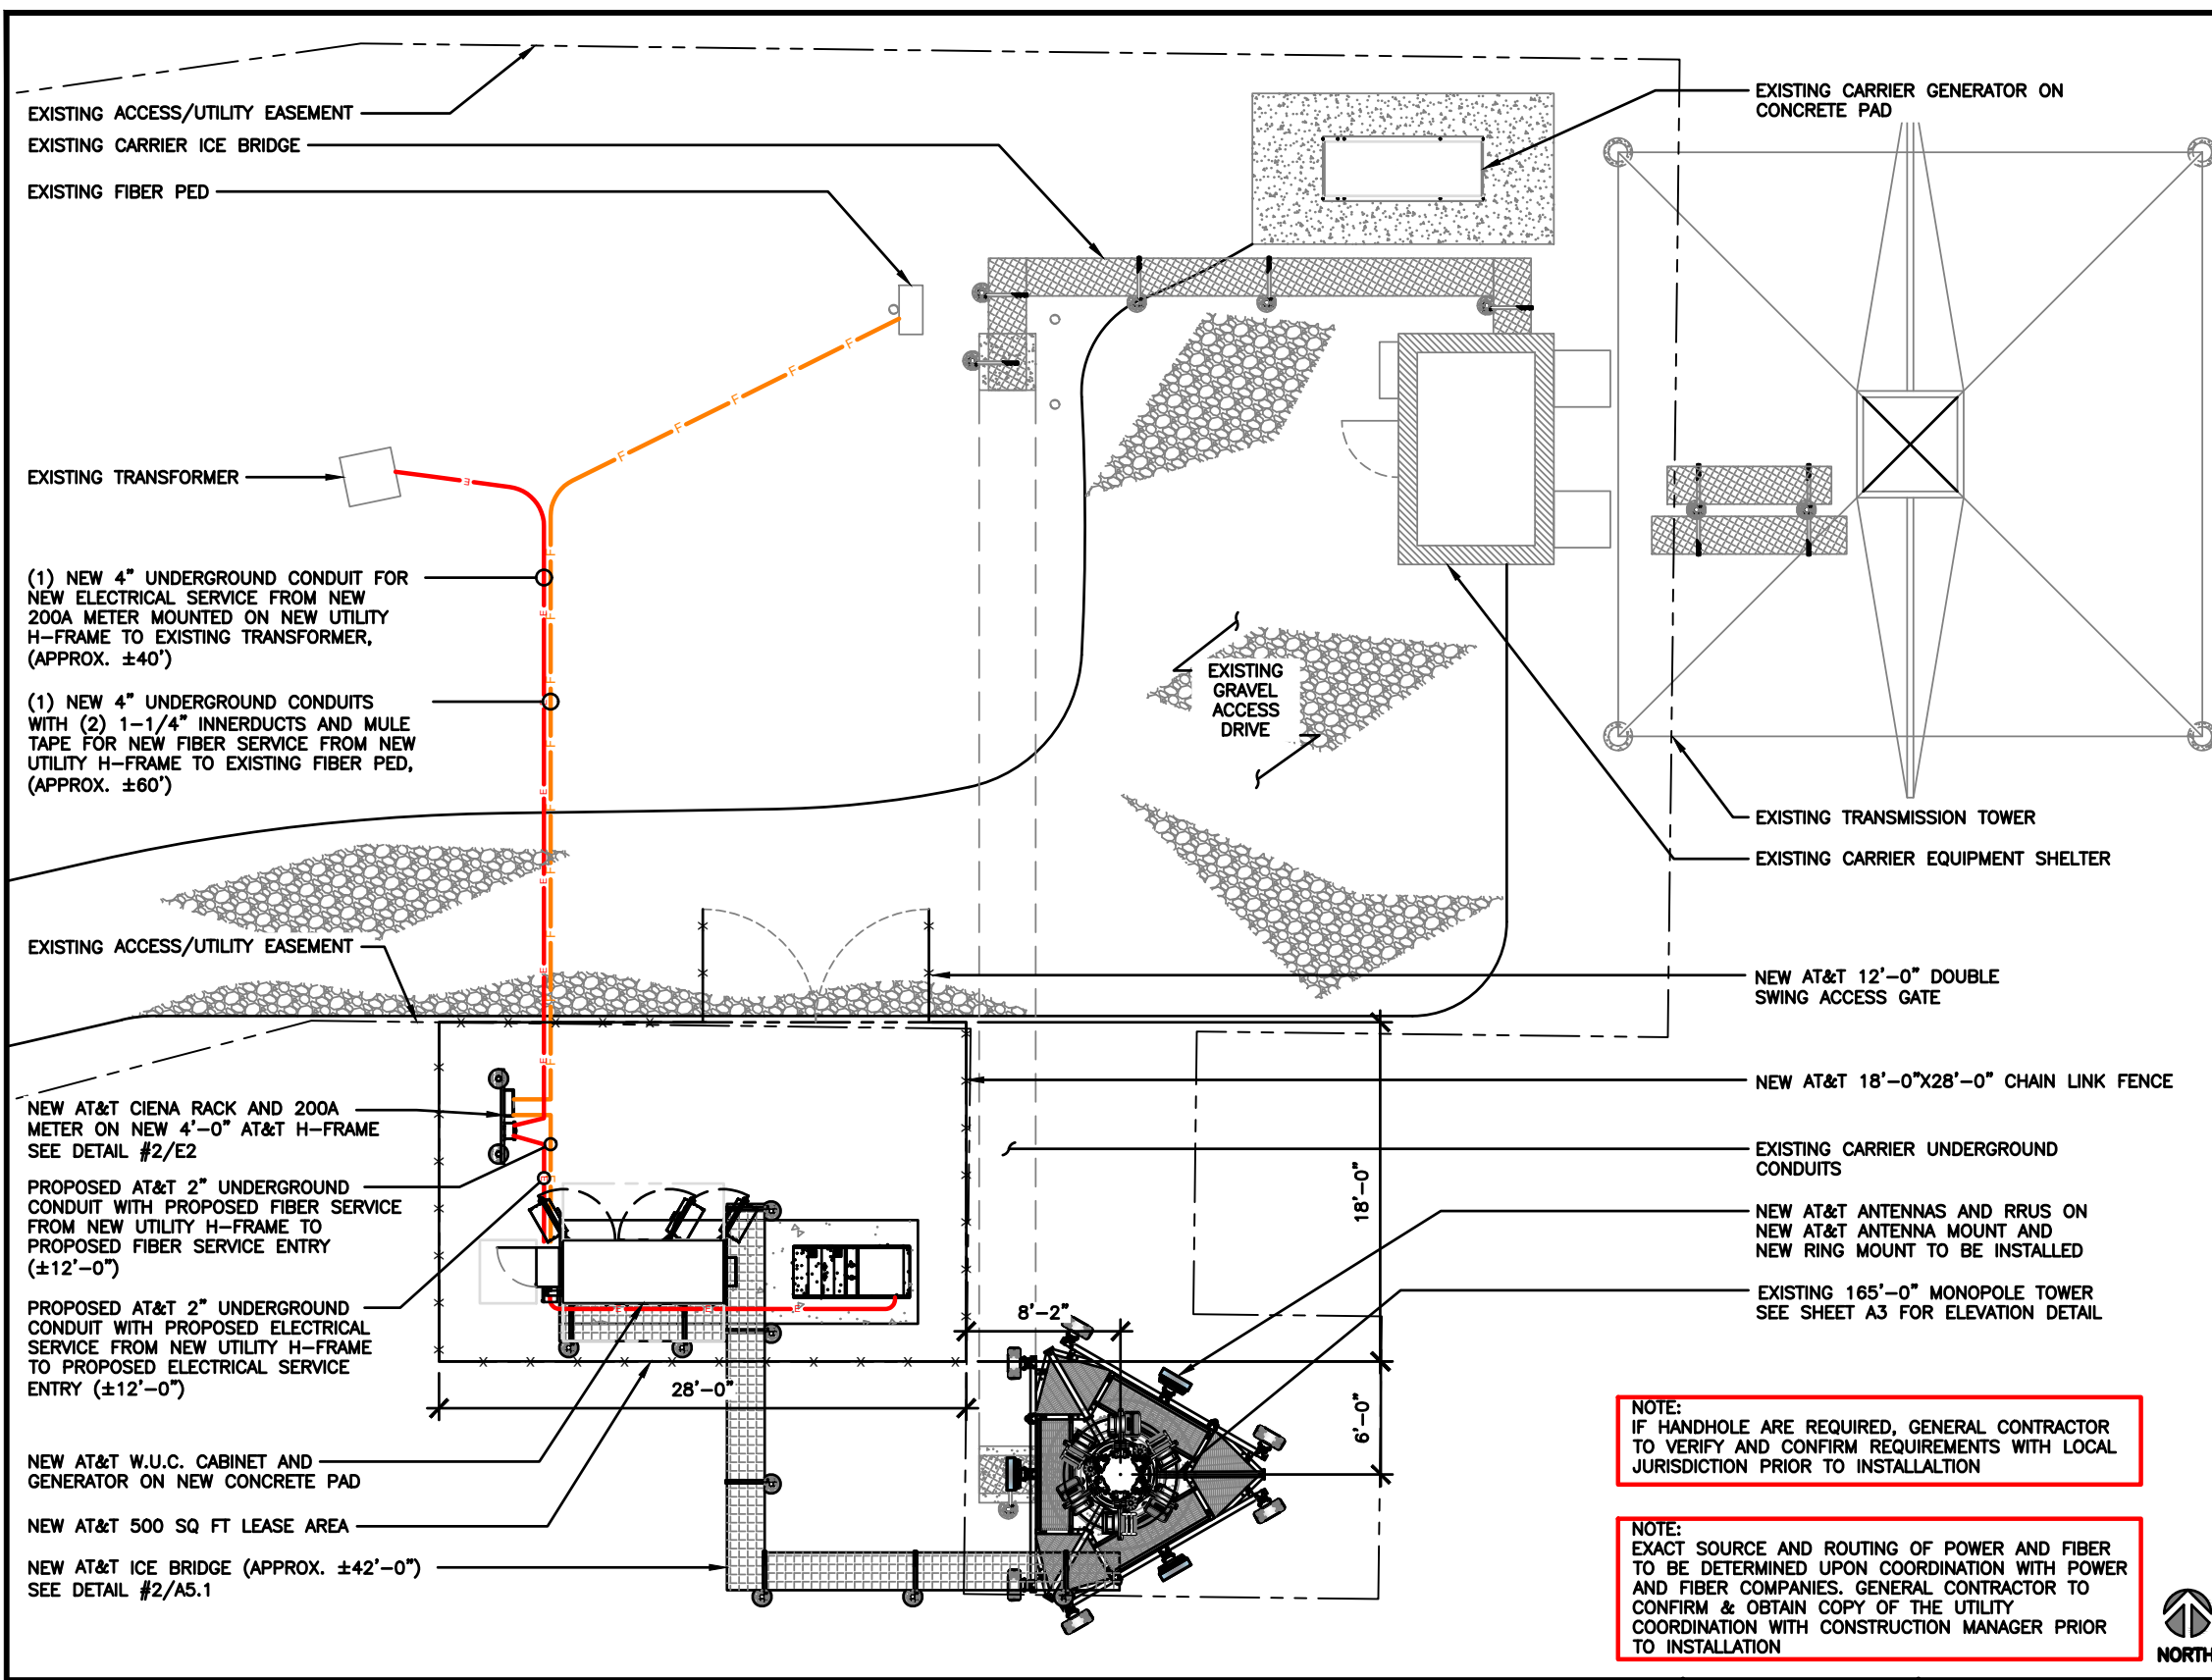 EXISTING ACCESS/UTILITY EASEMENT
EXISTING CARRIER ICE BRIDGE
EXISTING FIBER PED
EXISTING TRANSFORMER
(1) NEW 4" UNDERGROUND CONDUIT FOR
NEW ELECTRICAL SERVICE FROM NEW
200A METER MOUNTED ON NEW UTILITY
H-FRAME TO EXISTING TRANSFORMER,
(APPROX. ±40')
(1) NEW 4" UNDERGROUND CONDUITS
WITH (2) 1-1/4" INNERDUCTS AND MULE
TAPE FOR NEW FIBER SERVICE FROM NEW
UTILITY H-FRAME TO EXISTING FIBER PED,
(APPROX. ±60')
EXISTING ACCESS/UTILITY EASEMENT
NEW AT&T CIENA RACK AND 200A
METER ON NEW 4'-0" AT&T H-FRAME
SEE DETAIL #2/E2
PROPOSED AT&T 2" UNDERGROUND
CONDUIT WITH PROPOSED FIBER SERVICE
FROM NEW UTILITY H-FRAME TO
PROPOSED FIBER SERVICE ENTRY
(±12'-0")
PROPOSED AT&T 2" UNDERGROUND
CONDUIT WITH PROPOSED ELECTRICAL
SERVICE FROM NEW UTILITY H-FRAME
TO PROPOSED ELECTRICAL SERVICE
ENTRY (±12'-0")
NEW AT&T W.U.C. CABINET AND
GENERATOR ON NEW CONCRETE PAD
NEW AT&T 500 SQ FT LEASE AREA
NEW AT&T ICE BRIDGE (APPROX. ±42'-0")
SEE DETAIL #2/A5.1
F
F
F
F
F
E
EXISTING
GRAVEL
ACCESS
DRIVE
28'-0"
8'-2"
18'-0"
6'-0"
EXISTING CARRIER GENERATOR ON
CONCRETE PAD
EXISTING TRANSMISSION TOWER
EXISTING CARRIER EQUIPMENT SHELTER
NEW AT&T 12'-0" DOUBLE
SWING ACCESS GATE
NEW AT&T 18'-0"X28'-0" CHAIN LINK FENCE
EXISTING CARRIER UNDERGROUND
CONDUITS
NEW AT&T ANTENNAS AND RRUS ON
NEW AT&T ANTENNA MOUNT AND
NEW RING MOUNT TO BE INSTALLED
EXISTING 165'-0" MONOPOLE TOWER
SEE SHEET A3 FOR ELEVATION DETAIL
NOTE:
IF HANDHOLE ARE REQUIRED, GENERAL CONTRACTOR
TO VERIFY AND CONFIRM REQUIREMENTS WITH LOCAL
JURISDICTION PRIOR TO INSTALLALTION
NOTE:
EXACT SOURCE AND ROUTING OF POWER AND FIBER
TO BE DETERMINED UPON COORDINATION WITH POWER
AND FIBER COMPANIES. GENERAL CONTRACTOR TO
CONFIRM & OBTAIN COPY OF THE UTILITY
COORDINATION WITH CONSTRUCTION MANAGER PRIOR
TO INSTALLATION
NORTH